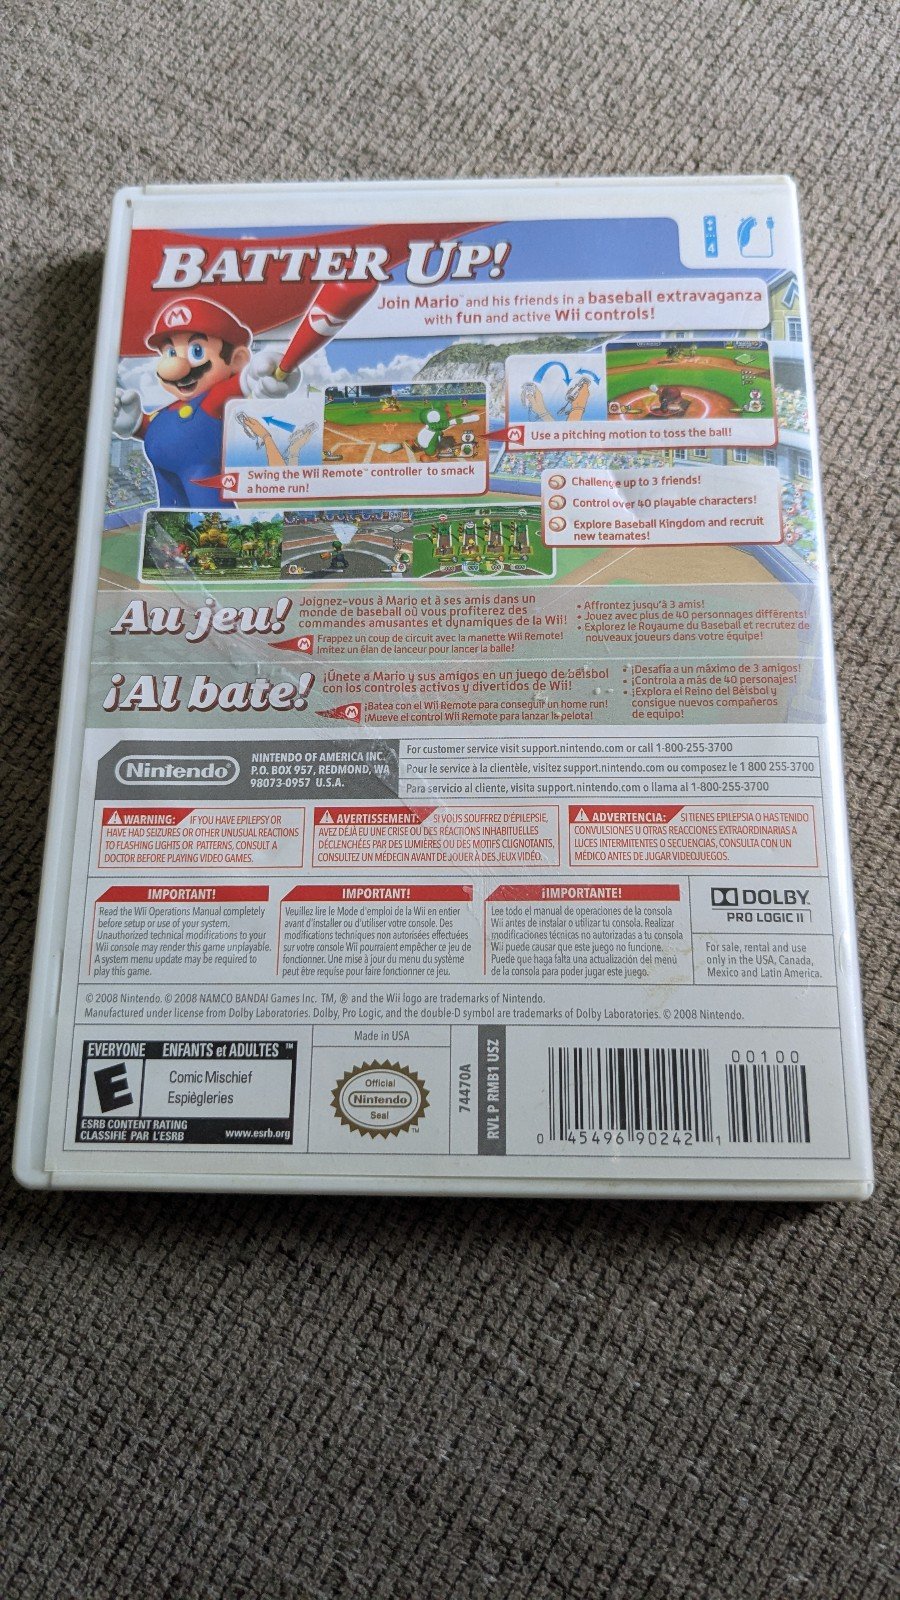 BATTER UP!
4
Join Mario™ and his friends in a baseball extravaganza
with fun and active Wii controls!
Use a pitching motion to toss the ball!
Swing the Wii Remote™ controller to smack
a home run!
Challenge up to 3 friends!
Control over 40 playable characters!
Explore Baseball Kingdom and recruit
new teamates!
Au jeu!
Joignez-vous à Mario et à ses amis dans un
monde de baseball où vous profiterez des
commandes amusantes et dynamiques de la Wii!
Frappez un coup de circuit avec la manette Wii Remote!
Imitez un élan de lanceur pour lancer la balle!
• Affrontez jusqu'à 3 amis!
• Jouez avec plus de 40 personnages différents!
• Explorez le Royaume du Baseball et recrutez de
nouveaux joueurs dans votre équipe!
¡Al bate!
¡Únete a Mario y sus amigos en un juego de béisbol
con los controles activos y divertidos de Wii!
¡Batea con el Wii Remote para conseguir un home run!
¡Mueve el control Wii Remote para lanzar la pelota!
• ¡Desafía a un máximo de 3 amigos!
• ¡Controla a más de 40 personajes!
• ¡Explora el Reino del Béisbol y
consigue nuevos compañeros
de equipo!
Nintendo®
NINTENDO OF AMERICA INC.
P.O. BOX 957, REDMOND, WA
98073-0957 U.S.A.
For customer service visit support.nintendo.com or call 1-800-255-3700
Pour le service à la clientèle, visitez support.nintendo.com ou composez le 1 800 255-3700
Para servicio al cliente, visita support.nintendo.com o llama al 1-800-255-3700
WARNING: IF YOU HAVE EPILEPSY OR
HAVE HAD SEIZURES OR OTHER UNUSUAL REACTIONS
TO FLASHING LIGHTS OR PATTERNS, CONSULT A
DOCTOR BEFORE PLAYING VIDEO GAMES.
AVERTISSEMENT: SI VOUS SOUFFREZ D'ÉPILEPSIE,
AVEZ DÉJÀ EU UNE CRISE OU DES RÉACTIONS INHABITUELLES
DÉCLENCHÉES PAR DES LUMIÈRES OU DES MOTIFS CLIGNOTANTS,
CONSULTEZ UN MÉDECIN AVANT DE JOUER À DES JEUX VIDÉO.
ADVERTENCIA: SI TIENES EPILEPSIA O HAS TENIDO
CONVULSIONES U OTRAS REACCIONES EXTRAORDINARIAS A
LUCES INTERMITENTES O SECUENCIAS, CONSULTA CON UN
MÉDICO ANTES DE JUGAR VIDEOJUEGOS.
IMPORTANT!
Read the Wii Operations Manual completely
before setup or use of your system.
Unauthorized technical modifications to your
Wii console may render this game unplayable.
A system menu update may be required to
play this game.
IMPORTANT!
Veuillez lire le Mode d'emploi de la Wii en entier
avant d'installer ou d'utiliser votre console. Des
modifications techniques non autorisées effectuées
sur votre console Wii pourraient empêcher ce jeu de
fonctionner. Une mise à jour du menu du système
peut être requise pour faire fonctionner ce jeu.
¡IMPORTANTE!
Lee todo el manual de operaciones de la consola
Wii antes de instalar o utilizar tu consola. Realizar
modificaciones técnicos no autorizadas a tu consola
Wii puede causar que este juego no funcione.
Puede que haga falta una actualización del menú
de la consola para poder jugar este juego.
DOLBY.
PRO LOGIC II
For sale, rental and use
only in the USA, Canada,
Mexico and Latin America.
© 2008 Nintendo. © 2008 NAMCO BANDAI Games Inc. TM, ® and the Wii logo are trademarks of Nintendo.
Manufactured under license from Dolby Laboratories. Dolby, Pro Logic, and the double-D symbol are trademarks of Dolby Laboratories. © 2008 Nintendo.
EVERYONE ENFANTS et ADULTES ™
E
Comic Mischief
Espiègleries
ESRB CONTENT RATING
CLASSIFIÉ PAR L'ESRB
www.esrb.org
Made in USA
Official
Nintendo
Seal
™
74470A
RVL P RMB1 USZ
0 45496 90242 1
00100